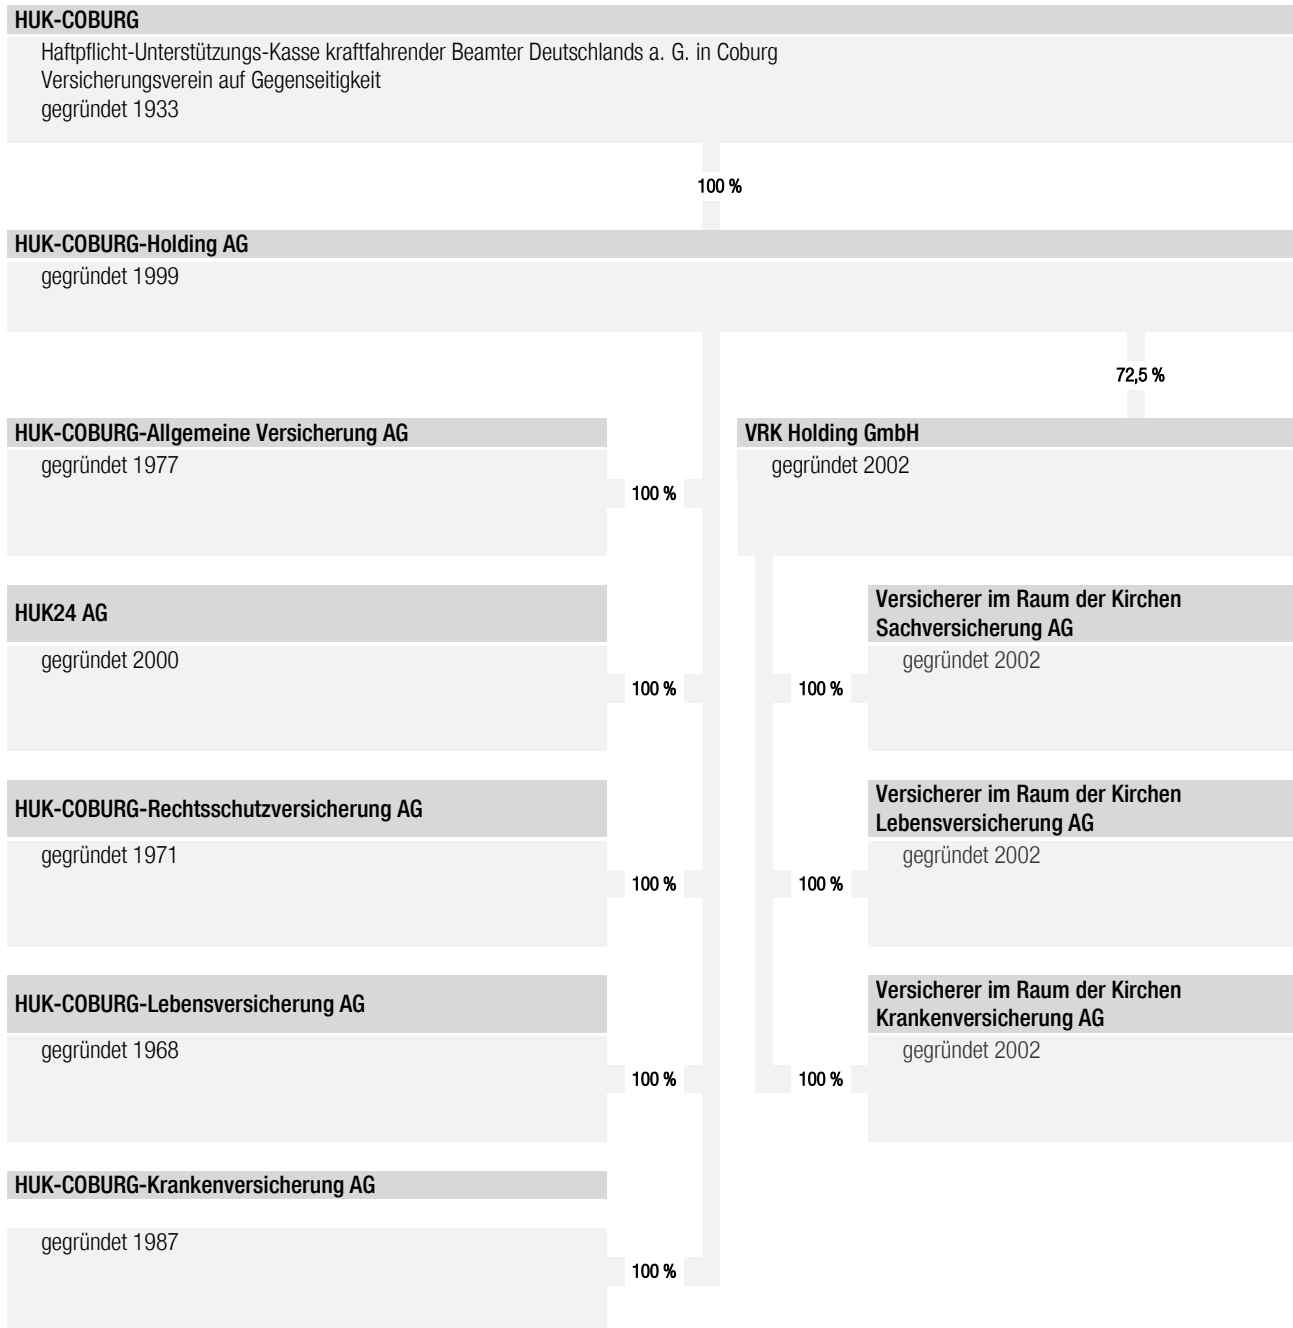 HUK-COBURG
Haftpflicht-Unterstützungs-Kasse kraftfahrender Beamter Deutschlands a. G. in Coburg
Versicherungsverein auf Gegenseitigkeit
gegründet 1933
100 %
HUK-COBURG-Holding AG
gegründet 1999
72,5 %
HUK-COBURG-Allgemeine Versicherung AG
gegründet 1977
100 %
VRK Holding GmbH
gegründet 2002
HUK24 AG
gegründet 2000
100 %
Versicherer im Raum der Kirchen
Sachversicherung AG
gegründet 2002
100 %
HUK-COBURG-Rechtsschutzversicherung AG
gegründet 1971
100 %
Versicherer im Raum der Kirchen
Lebensversicherung AG
gegründet 2002
100 %
HUK-COBURG-Lebensversicherung AG
gegründet 1968
100 %
Versicherer im Raum der Kirchen
Krankenversicherung AG
gegründet 2002
100 %
HUK-COBURG-Krankenversicherung AG
gegründet 1987
100 %